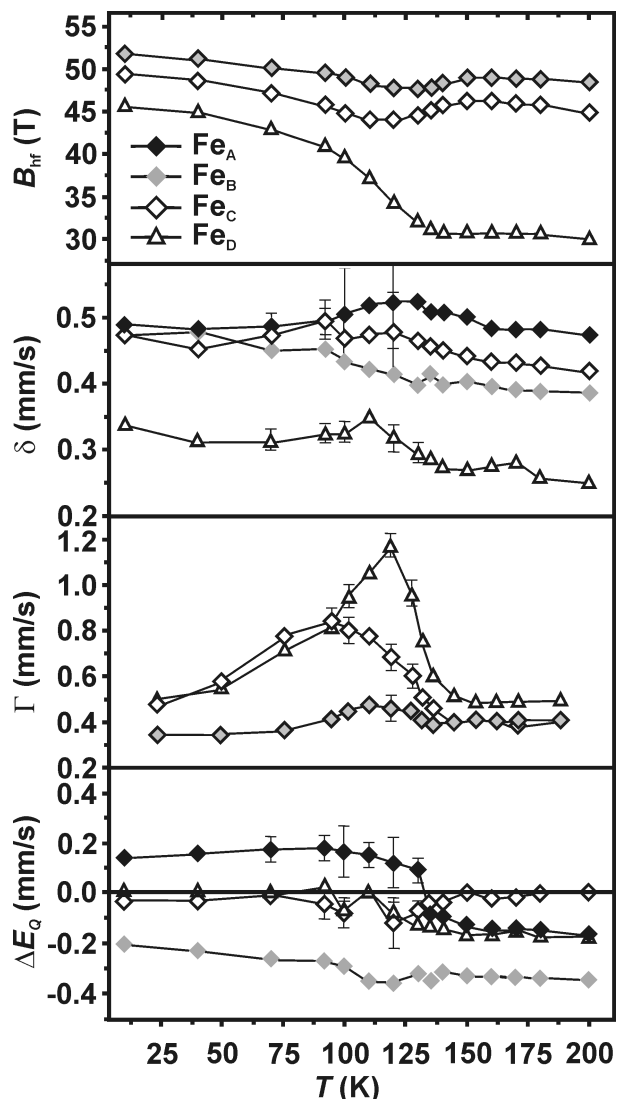 B_hf (T)
55
50
45
40
35
30
Fe_A
Fe_B
Fe_C
Fe_D
δ (mm/s)
0.5
0.4
0.3
0.2
Γ (mm/s)
1.2
1.0
0.8
0.6
0.4
0.2
ΔE_Q (mm/s)
0.4
0.2
0.0
-0.2
-0.4
25 50 75 100 125 150 175 200
T (K)